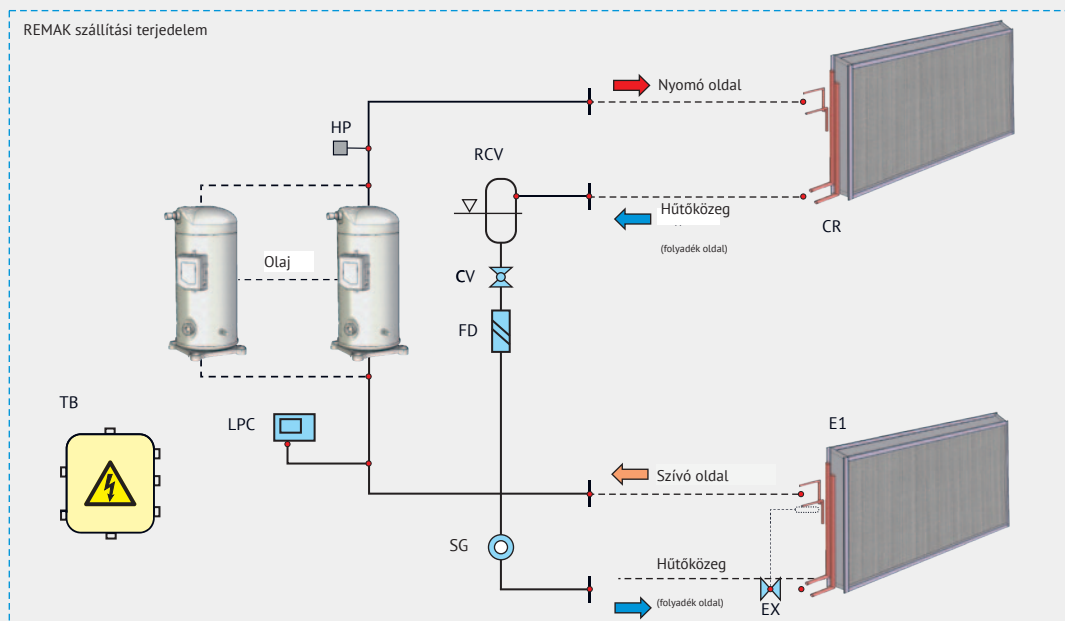 REMAK szállítási terjedelem
Nyomó oldal
HP
RCV
Hűtőközeg
(folyadék oldal)
CR
Olaj
CV
FD
TB
LPC
E1
Szívó oldal
SG
Hűtőközeg
(folyadék oldal)
EX